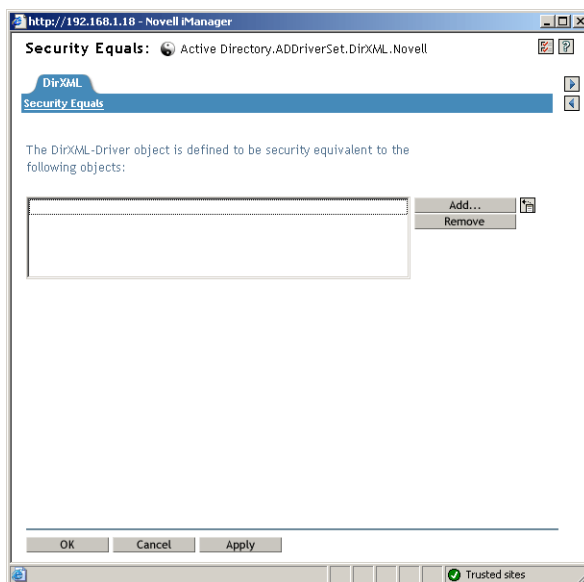 http://192.168.1.18 - Novell iManager
Security Equals: Active Directory.ADDriverSet.DirXML.Novell
DirXML
Security Equals
The DirXML-Driver object is defined to be security equivalent to the
following objects:
Add...
Remove
OK Cancel Apply
Trusted sites